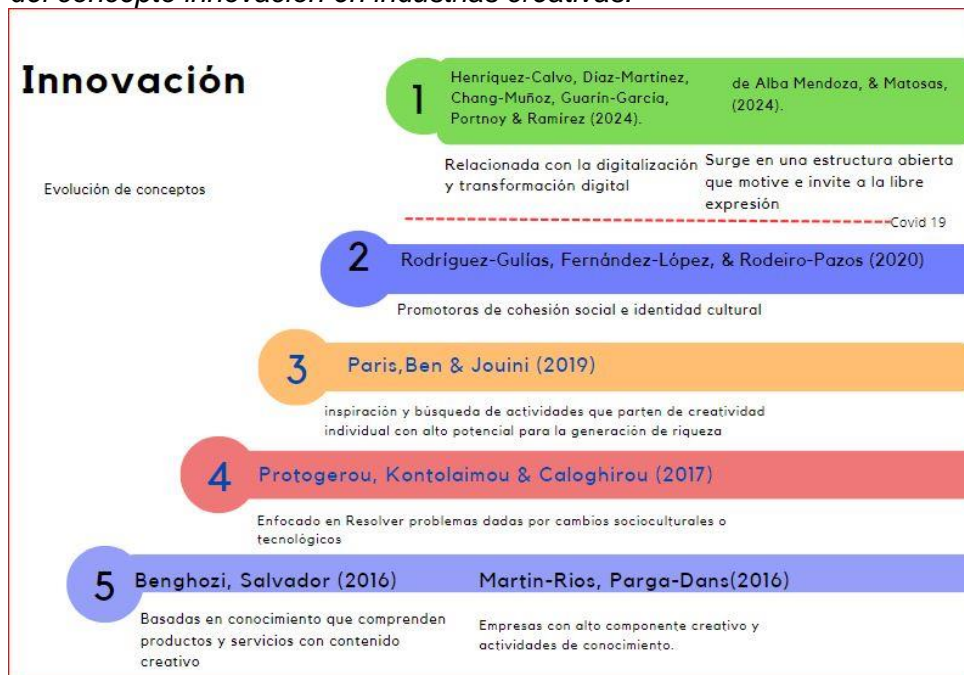 del concepto innovación en industrias creativas.
Innovación
Evolución de conceptos
1
Henríquez-Calvo, Díaz-Martínez,
Chang-Muñoz, Guarín-García,
Portnoy & Ramírez (2024).
de Alba Mendoza, & Matosas,
(2024).
Relacionada con la digitalización
y transformación digital
Surge en una estructura abierta
que motive e invite a la libre
expresión
Covid 19
2
Rodríguez-Gulías, Fernández-López, & Rodeiro-Pazos (2020)
Promotoras de cohesión social e identidad cultural
3
Paris,Ben & Jouini (2019)
inspiración y búsqueda de actividades que parten de creatividad
individual con alto potencial para la generación de riqueza
4
Protogerou, Kontolaimou & Caloghirou (2017)
Enfocado en Resolver problemas dadas por cambios socioculturales o
tecnológicos
5
Benghozi, Salvador (2016)
Martin-Rios, Parga-Dans(2016)
Basadas en conocimiento que comprenden
productos y servicios con contenido
creativo
Empresas con alto componente creativo y
actividades de conocimiento.